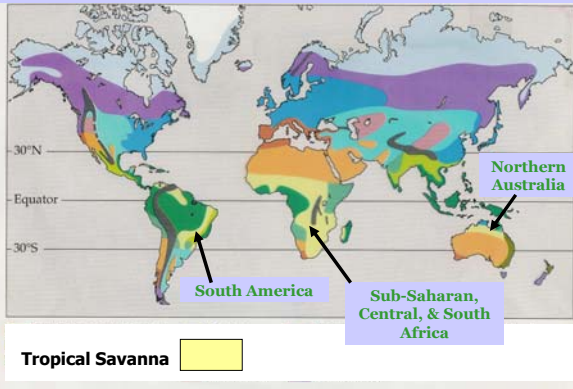 30°N
Equator
30°S
Northern
Australia
South America
Sub-Saharan,
Central, & South
Africa
Tropical Savanna